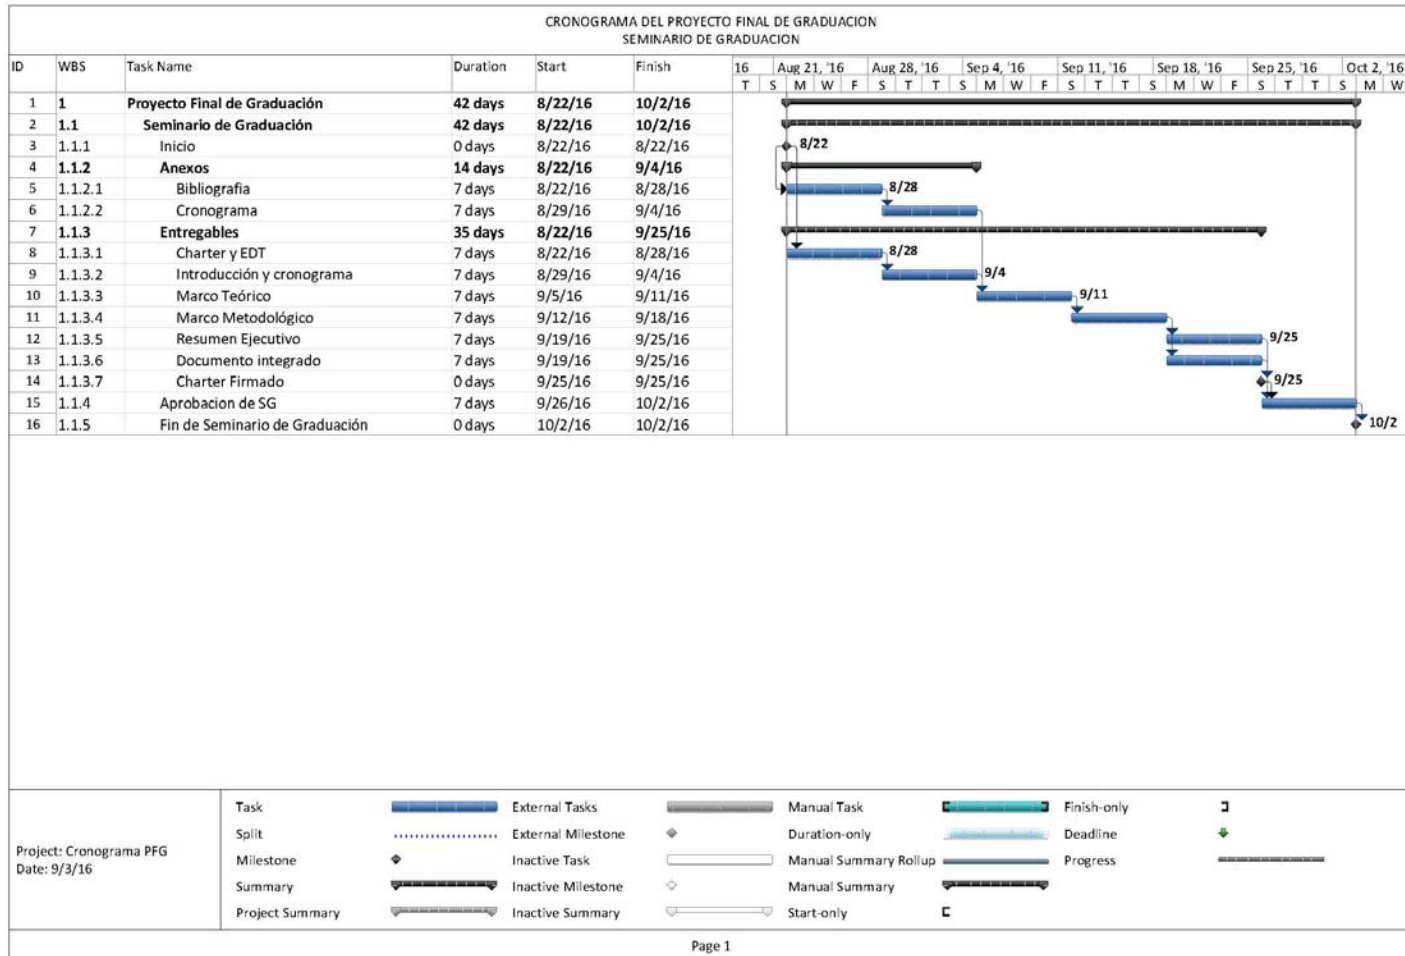 CRONOGRAMA DEL PROYECTO FINAL DE GRADUACION
SEMINARIO DE GRADUACION
ID WBS Task Name Duration Start Finish 16 Aug 21, '16 Aug 28, '16 Sep 4, '16 Sep 11, '16 Sep 18, '16 Sep 25, '16 Oct 2, '16
T S M W F S T T S M W F S T T S M W F S T T S M W
1 1 Proyecto Final de Graduación 42 days 8/22/16 10/2/16
2 1.1 Seminario de Graduación 42 days 8/22/16 10/2/16
3 1.1.1 Inicio 0 days 8/22/16 8/22/16 8/22
4 1.1.2 Anexos 14 days 8/22/16 9/4/16
5 1.1.2.1 Bibliografia 7 days 8/22/16 8/28/16 8/28
6 1.1.2.2 Cronograma 7 days 8/29/16 9/4/16
7 1.1.3 Entregables 35 days 8/22/16 9/25/16
8 1.1.3.1 Charter y EDT 7 days 8/22/16 8/28/16 8/28
9 1.1.3.2 Introducción y cronograma 7 days 8/29/16 9/4/16 9/4
10 1.1.3.3 Marco Teórico 7 days 9/5/16 9/11/16 9/11
11 1.1.3.4 Marco Metodológico 7 days 9/12/16 9/18/16
12 1.1.3.5 Resumen Ejecutivo 7 days 9/19/16 9/25/16 9/25
13 1.1.3.6 Documento integrado 7 days 9/19/16 9/25/16
14 1.1.3.7 Charter Firmado 0 days 9/25/16 9/25/16 9/25
15 1.1.4 Aprobacion de SG 7 days 9/26/16 10/2/16
16 1.1.5 Fin de Seminario de Graduación 0 days 10/2/16 10/2/16 10/2
Project: Cronograma PFG
Date: 9/3/16
Task External Tasks Manual Task Finish-only
Split External Milestone Duration-only Deadline
Milestone Inactive Task Manual Summary Rollup Progress
Summary Inactive Milestone Manual Summary
Project Summary Inactive Summary Start-only
Page 1